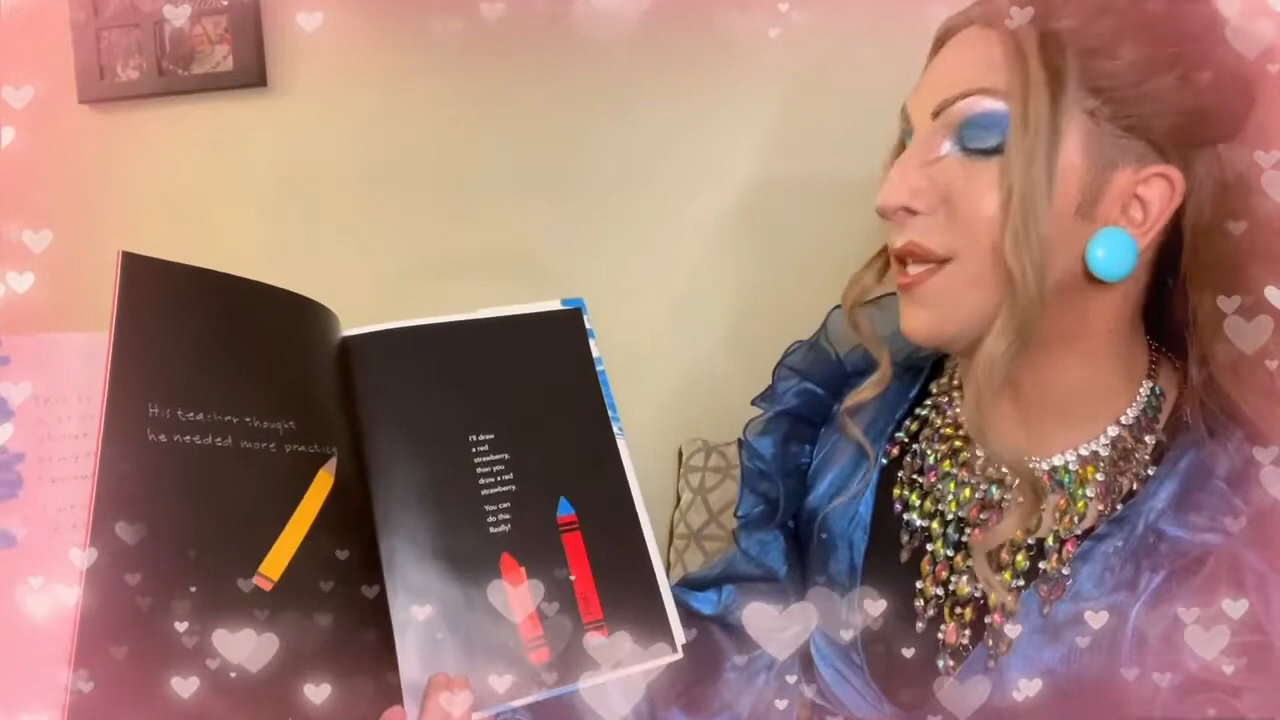 His teacher thought
he needed more practice
I'll draw
a red
strawberry,
then you
draw a red
strawberry.
You can
do this.
Really!